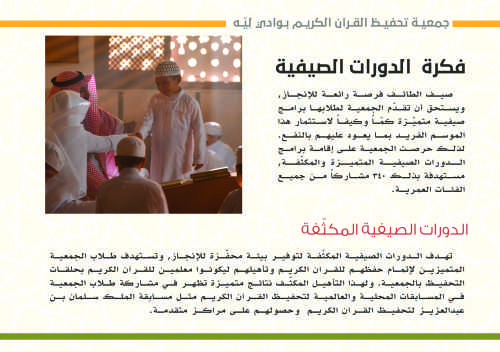 جمعية تحفيظ القرآن الكريم بوادي ليّه
فكرة الدورات الصيفية
صيف الطائف فرصة رائعة للإنجاز،
ويستحق أن تقدّم الجمعية لطلابها برامج
صيفية متميّزة كمّاً وكيفاً لاستثمار هذا
الموسم الفريد بما يعود عليهم بالنفع.
لذلك حرصت الجمعية على إقامة برامج
الدورات الصيفية المتميزة والمكثّفة،
مستهدفة بذلك ٣٤٠ مشاركاً من جميع
الفئات العمرية.
الدورات الصيفية المكثّفة
تهدف الدورات الصيفية المكثّفة لتوفير بيئة محفّزة للإنجاز، وتستهدف طلاب الجمعية
المتميزين لإتمام حفظهم للقرآن الكريم وتأهيلهم ليكونوا معلمين للقرآن الكريم بحلقات
التحفيظ بالجمعية. ولهذا التأهيل المكثّف نتائج متميزة تظهر في مشاركة طلاب الجمعية
في المسابقات المحلية والعالمية لتحفيظ القرآن الكريم مثل مسابقة الملك سلمان بن
عبدالعزيز لتحفيظ القرآن الكريم وحصولهم على مراكز متقدمة.